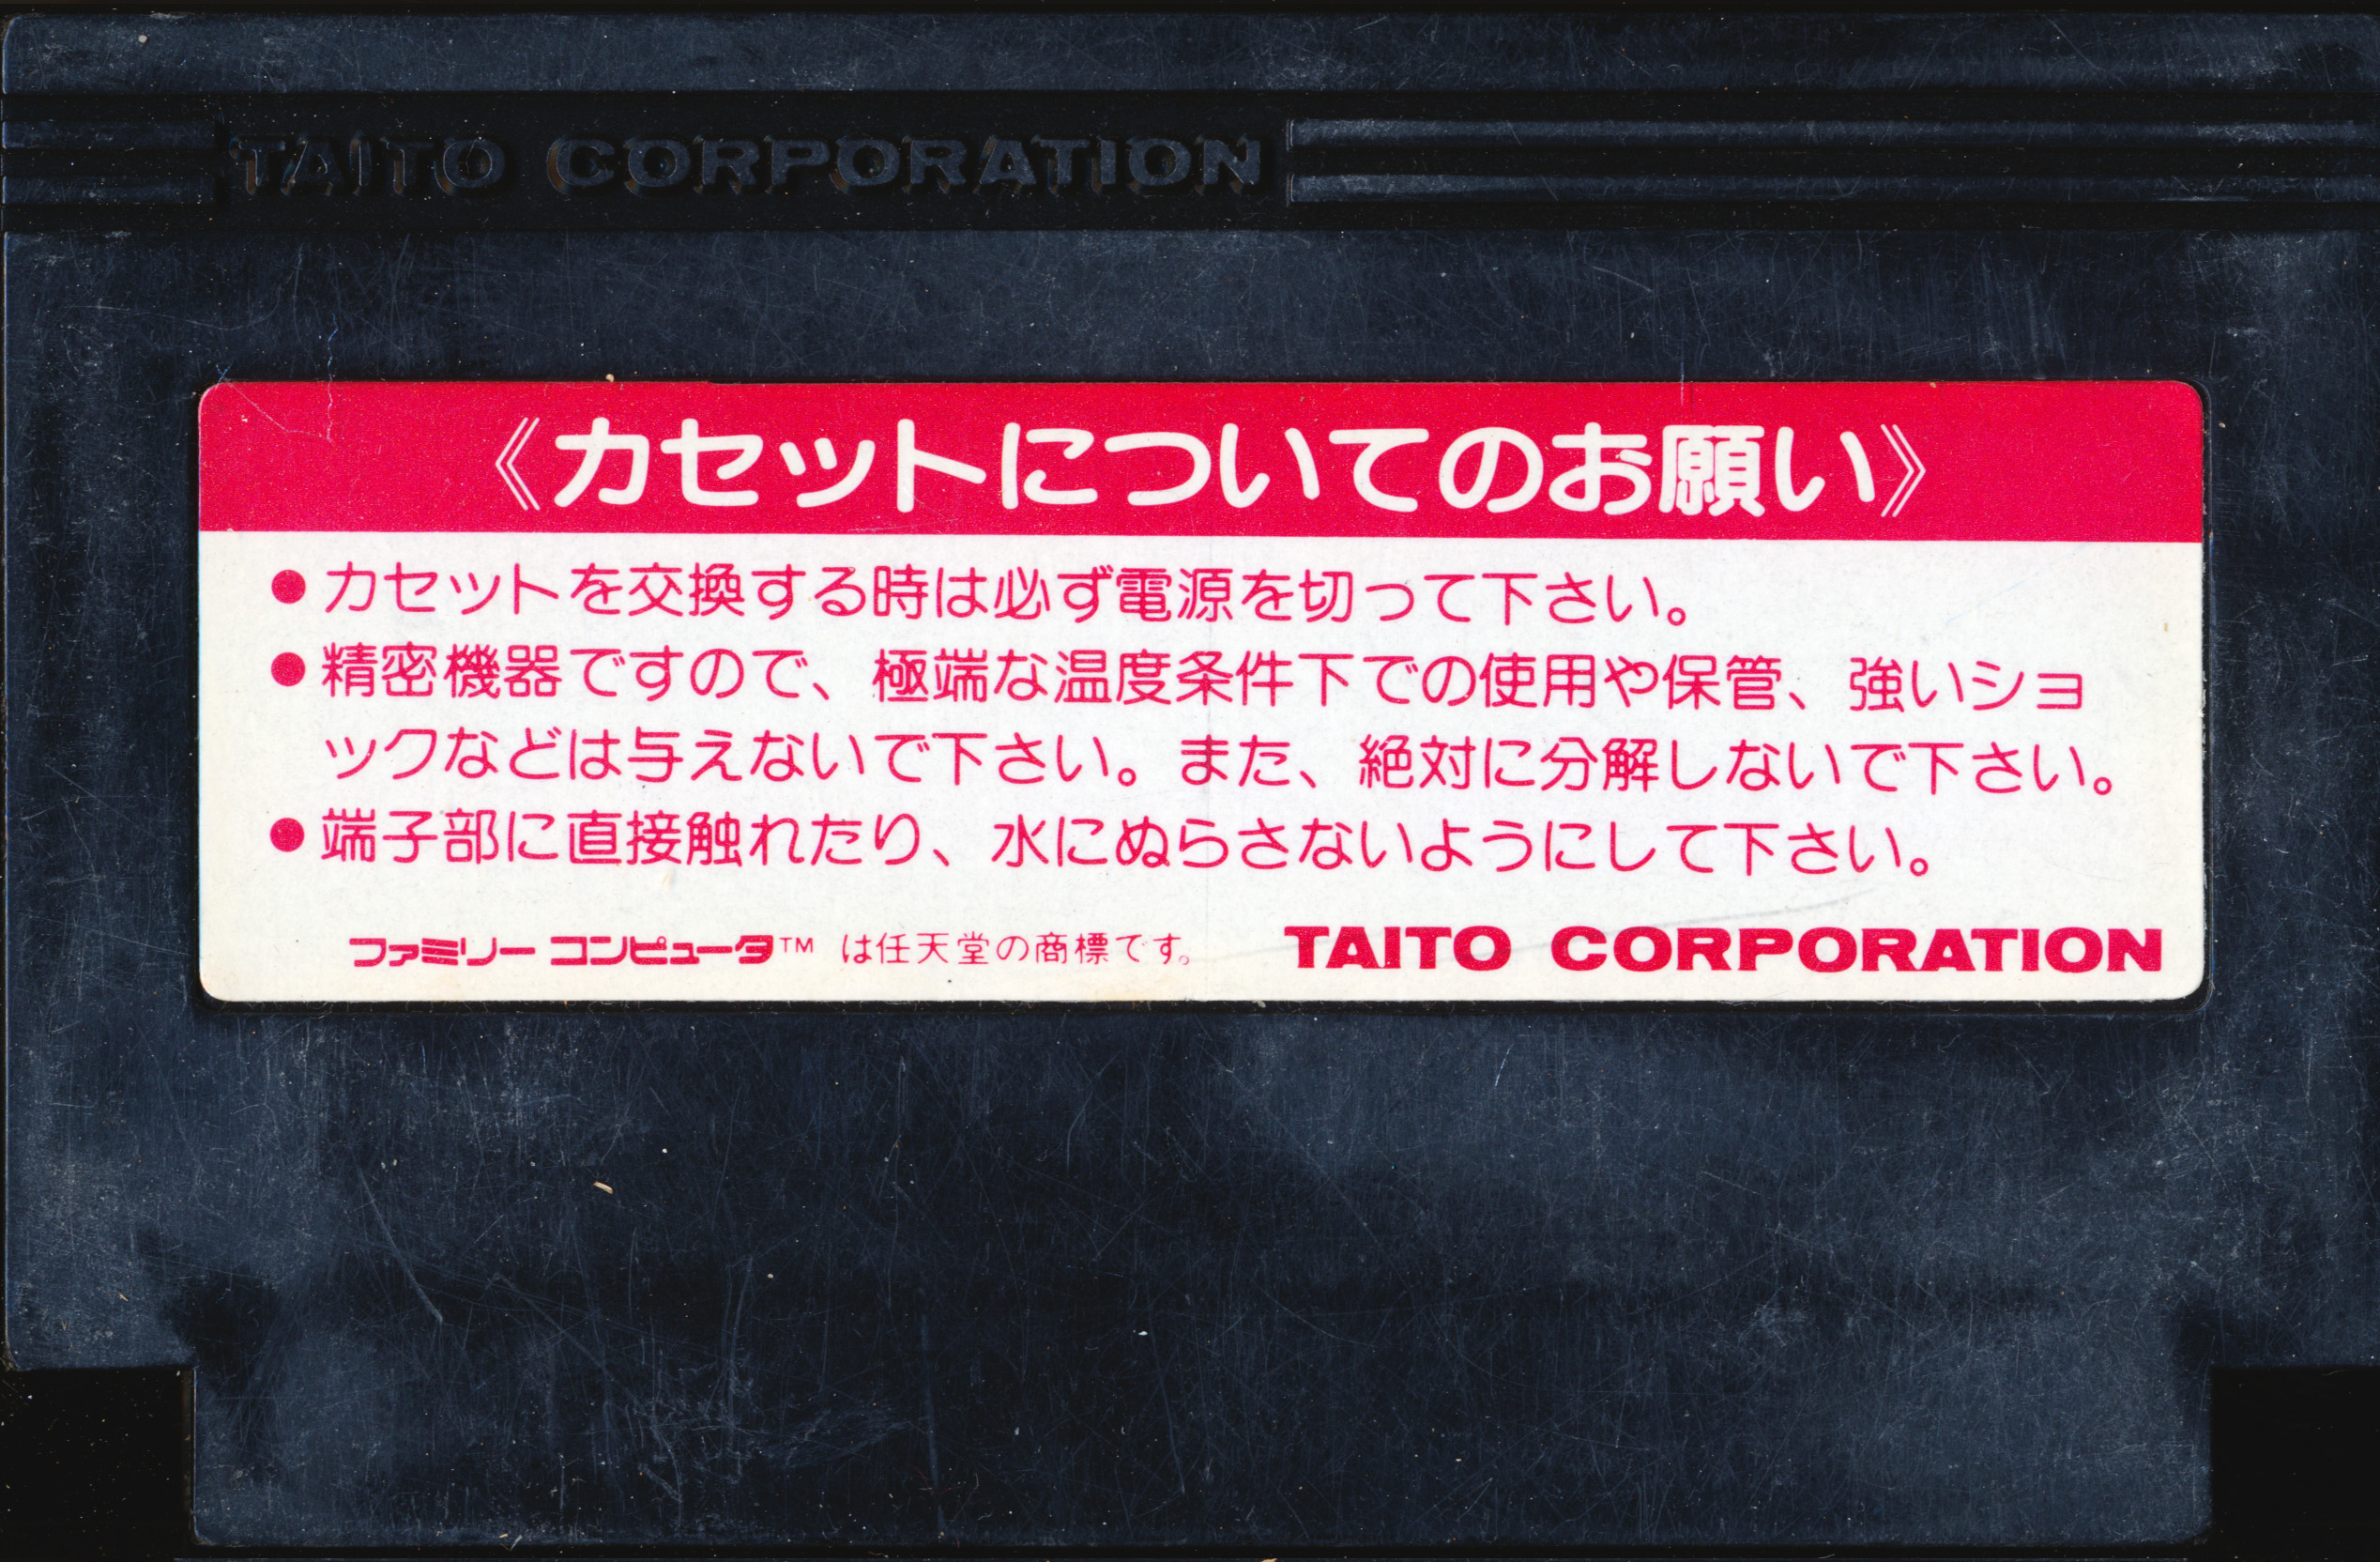 TAITO CORPORATION
《カセットについてのお願い》
●カセットを交換する時は必ず電源を切って下さい。
●精密機器ですので、極端な温度条件下での使用や保管、強いショ
ックなどは与えないで下さい。また、絶対に分解しないで下さい。
●端子部に直接触れたり、水にぬらさないようにして下さい。
ファミリーコンピュータ™ は任天堂の商標です。 TAITO CORPORATION